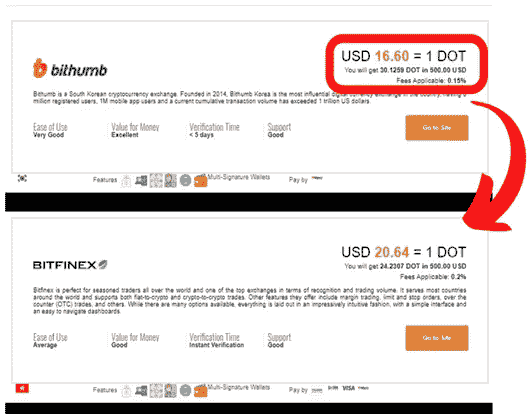 USD 16.60 = 1 DOT
bithumb
You will get 30.1259 DOT in 500.00 USD
Fees Applicable: 0.15%
Bithumb is a South Korean cryptocurrency exchange. Founded in 2014, Bithumb Korea is the most influential digital currency exchange in the country, having 8
million registered users, 1M mobile app users and a current cumulative transaction volume has exceeded 1 trillion US dollars.
Ease of Use Value for Money Verification Time Support
Very Good Excellent < 5 days Good
Go to Site
Features Multi-Signature Wallets Pay by
USD 20.64 = 1 DOT
BITFINEX
You will get 24.2307 DOT in 500.00 USD
Fees Applicable: 0.2%
Bitfinex is perfect for seasoned traders all over the world and one of the top exchanges in terms of recognition and trading volume. It serves most countries
around the world and supports both fiat-to-crypto and crypto-to-crypto trades. Other features they offer include margin trading, limit and stop orders, over the
counter (OTC) trades, and others. While there are many options available, everything is laid out in an impressively intuitive fashion, with a simple interface and
an easy to navigate dashboards.
Ease of Use Value for Money Verification Time Support
Average Good Instant Verification Good
Go to Site
Features Multi-Signature Wallets Pay by VISA